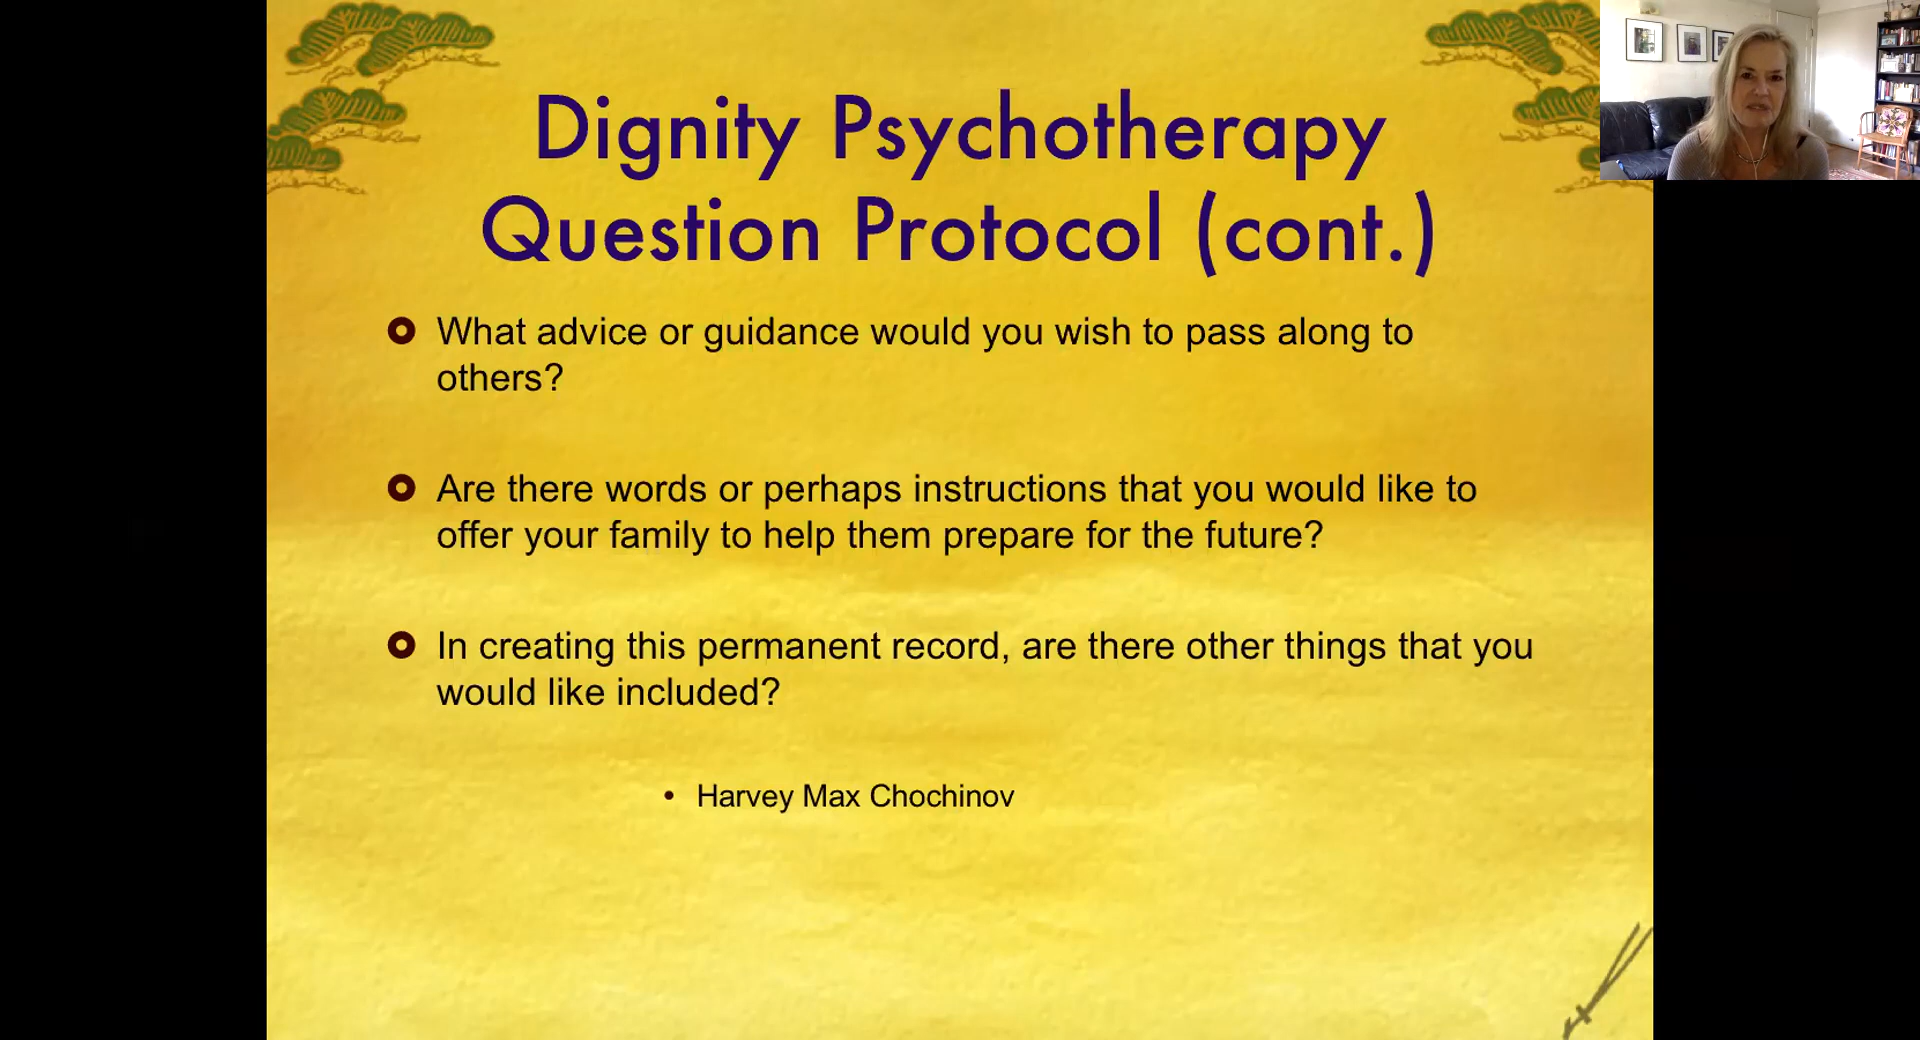 Dignity Psychotherapy
Question Protocol (cont.)
What advice or guidance would you wish to pass along to
others?
Are there words or perhaps instructions that you would like to
offer your family to help them prepare for the future?
In creating this permanent record, are there other things that you
would like included?
• Harvey Max Chochinov